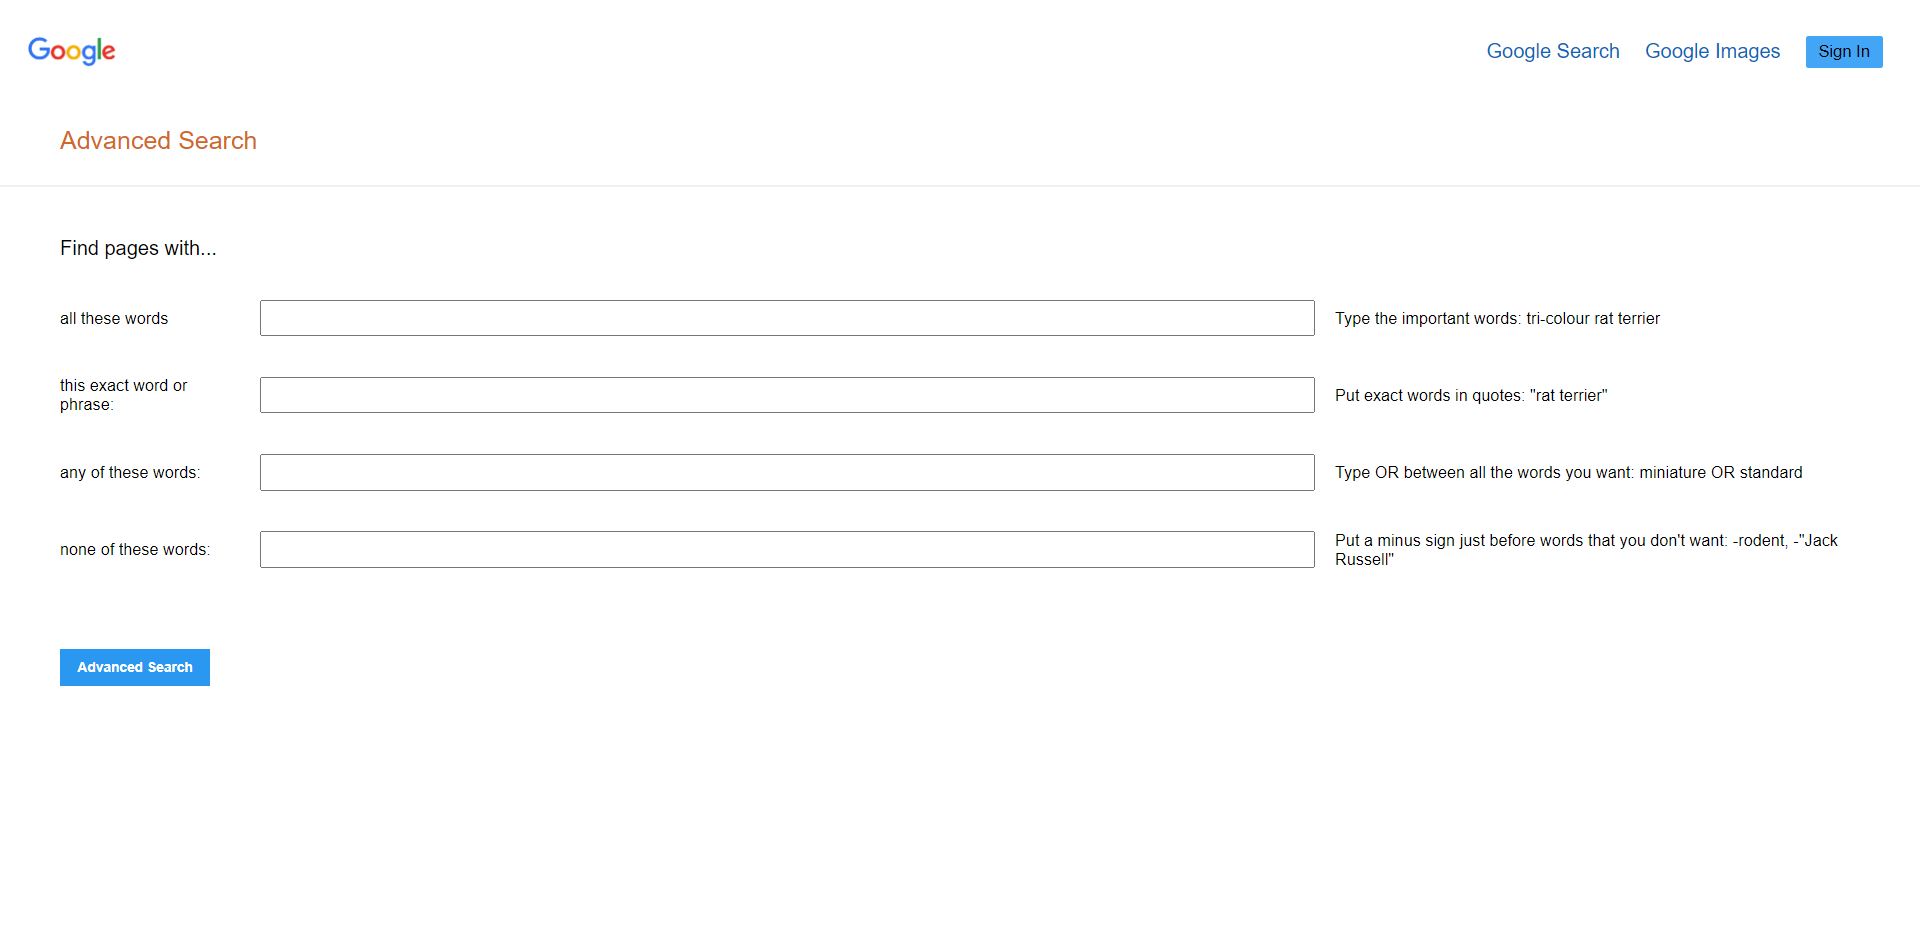 Google
Google Search Google Images Sign In
Advanced Search
Find pages with...
all these words
Type the important words: tri-colour rat terrier
this exact word or
phrase:
Put exact words in quotes: "rat terrier"
any of these words:
Type OR between all the words you want: miniature OR standard
none of these words:
Put a minus sign just before words that you don't want: -rodent, -"Jack
Russell"
Advanced Search